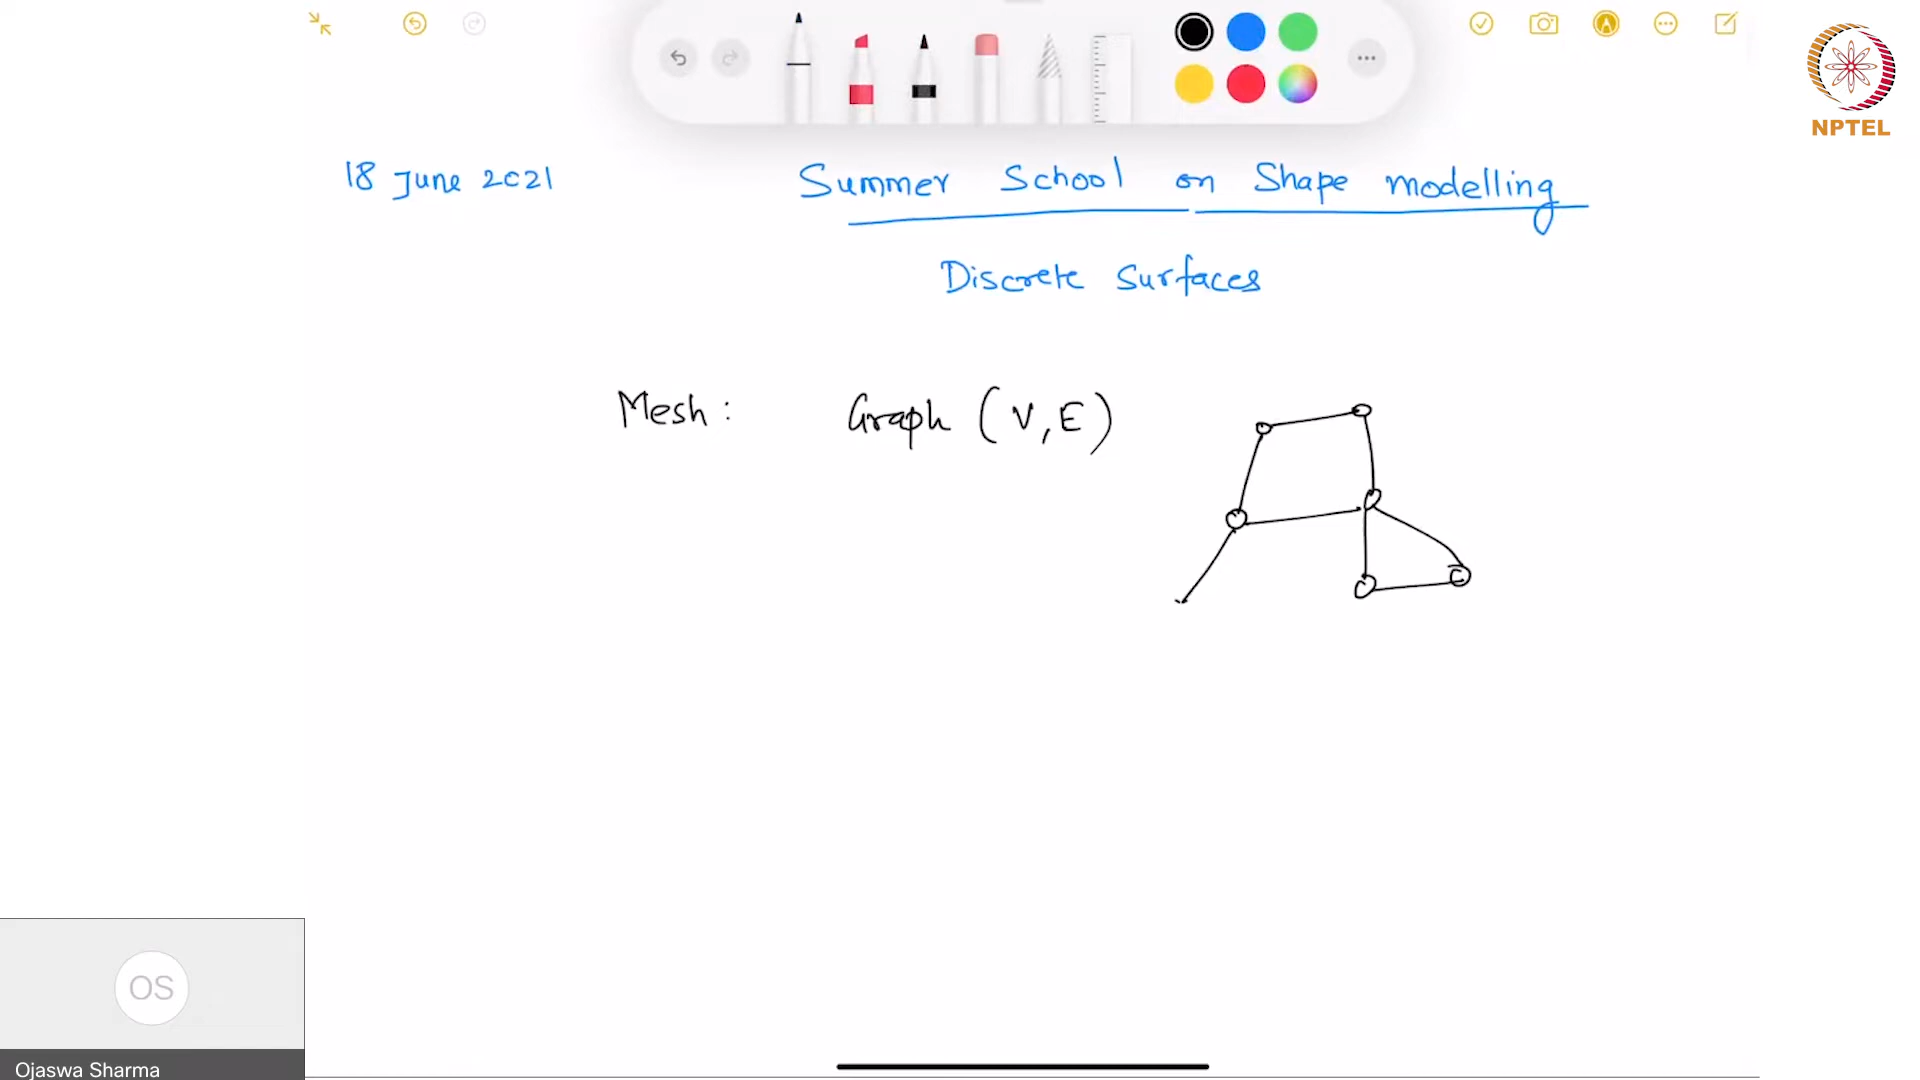 NPTEL
18 June 2021
Summer School on Shape modelling
Discrete Surfaces
Mesh: Graph (V,E)
OS
Ojaswa Sharma